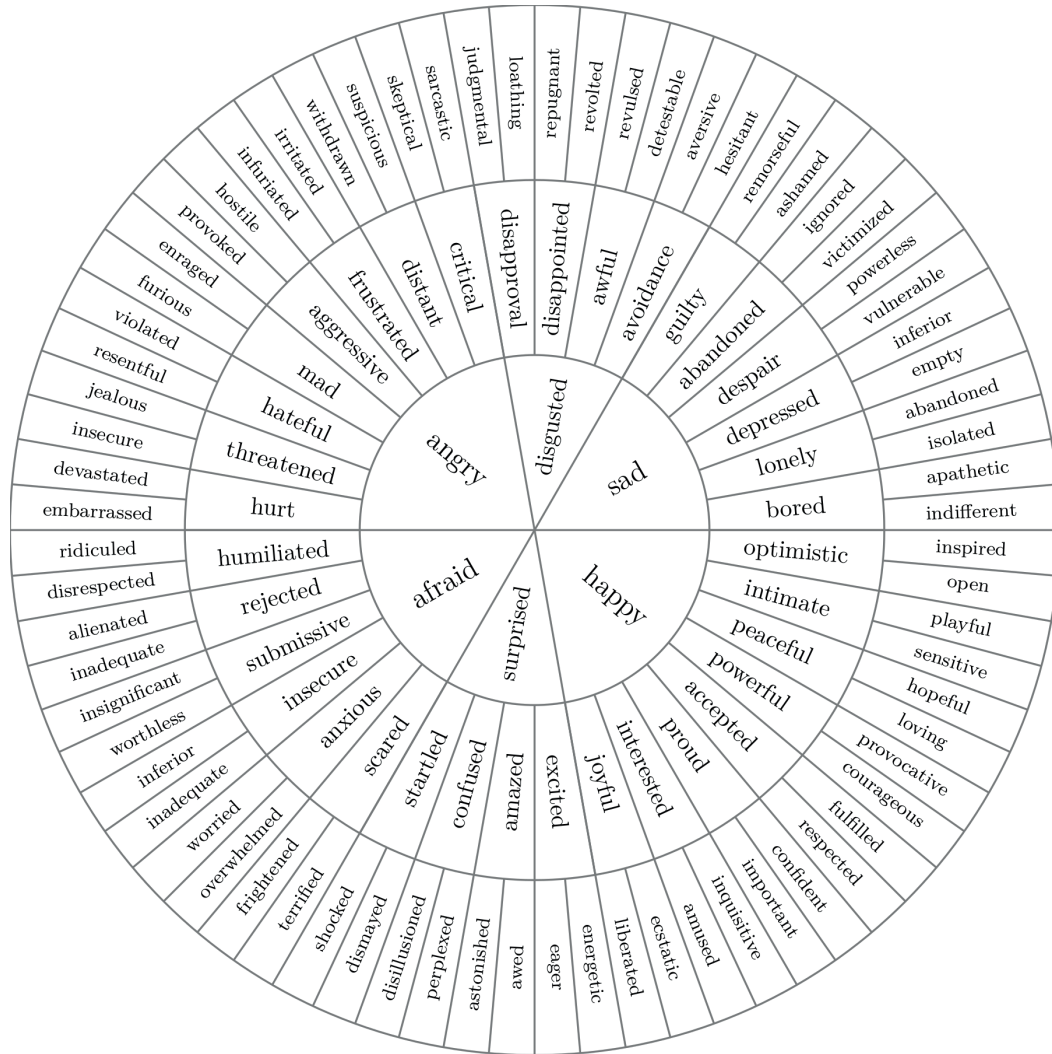 loathing
repugnant
revolted
revulsed
detestable
aversive
hesitant
remorseful
ashamed
ignored
victimized
powerless
vulnerable
inferior
empty
abandoned
isolated
apathetic
indifferent
inspired
open
playful
sensitive
hopeful
loving
provocative
courageous
fulfilled
respected
confident
important
inquisitive
amused
ecstatic
liberated
energetic
eager
awed
astonished
perplexed
disillusioned
dismayed
shocked
terrified
frightened
overwhelmed
worried
inadequate
inferior
worthless
insignificant
inadequate
alienated
disrespected
ridiculed
embarrassed
devastated
insecure
jealous
resentful
violated
furious
enraged
provoked
hostile
infuriated
irritated
withdrawn
suspicious
skeptical
sarcastic
judgmental
disapproval
disappointed
awful
avoidance
guilty
abandoned
despair
depressed
lonely
bored
optimistic
intimate
peaceful
powerful
accepted
proud
interested
joyful
excited
amazed
confused
startled
scared
anxious
insecure
submissive
rejected
humiliated
hurt
threatened
hateful
mad
aggressive
frustrated
distant
critical
disgusted
sad
happy
surprised
afraid
angry